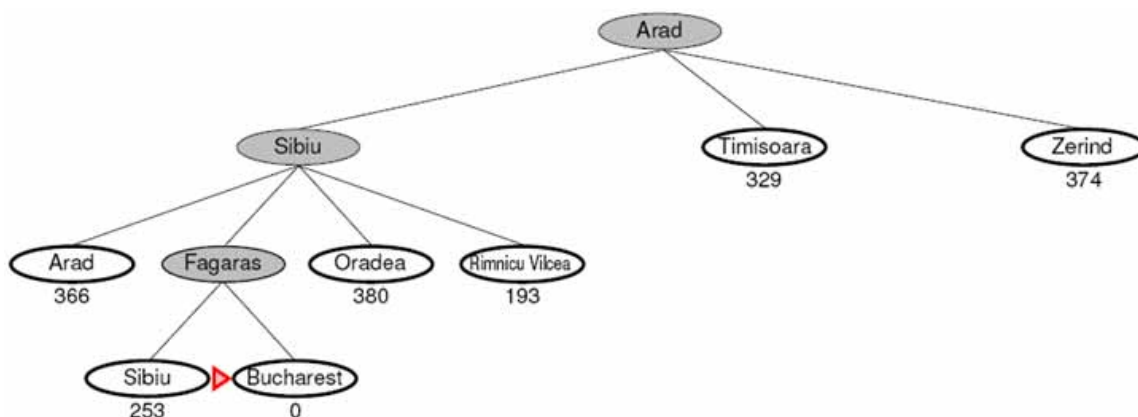 Arad
Sibiu Timisoara Zerind
329 374
Arad Fagaras Oradea Rimnicu Vilcea
366 380 193
Sibiu Bucharest
253 0